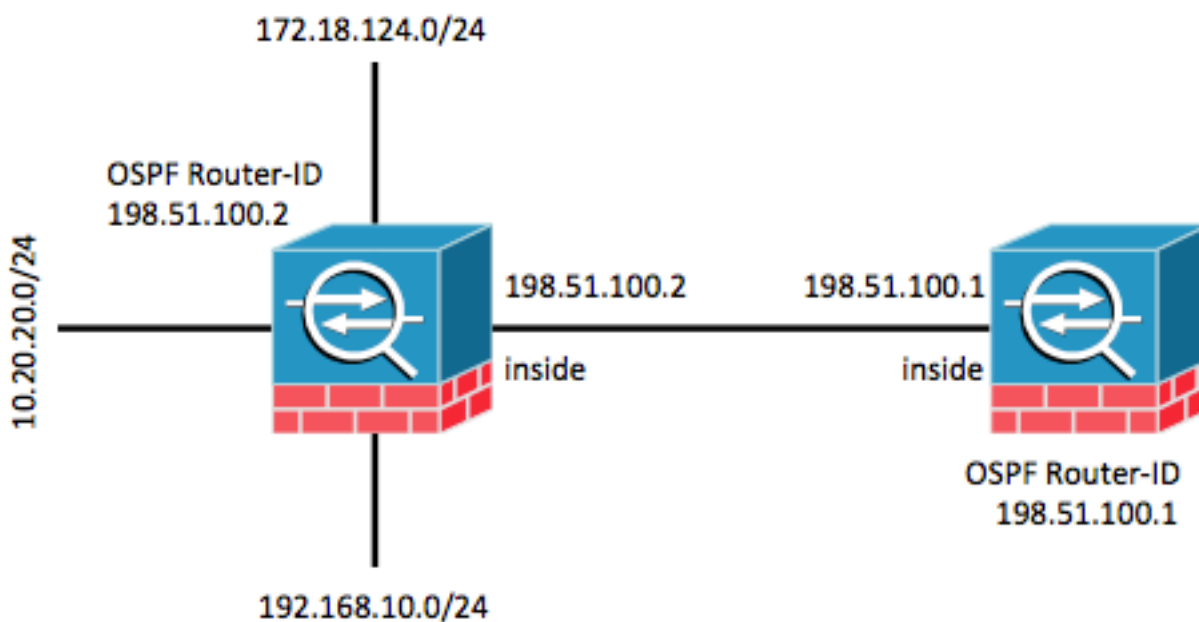 172.18.124.0/24
OSPF Router-ID
198.51.100.2
10.20.20.0/24
198.51.100.2
inside
198.51.100.1
inside
OSPF Router-ID
198.51.100.1
192.168.10.0/24